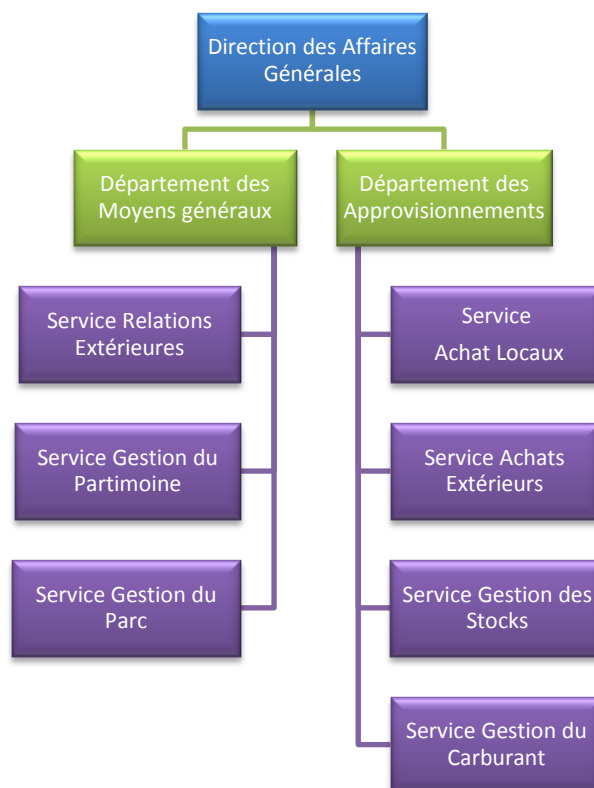 Direction des Affaires
Générales
Département des
Moyens généraux
Département des
Approvisionnements
Service Relations
Extérieures
Service Gestion du
Partimoine
Service Gestion du
Parc
Service
Achat Locaux
Service Achats
Extérieurs
Service Gestion des
Stocks
Service Gestion du
Carburant